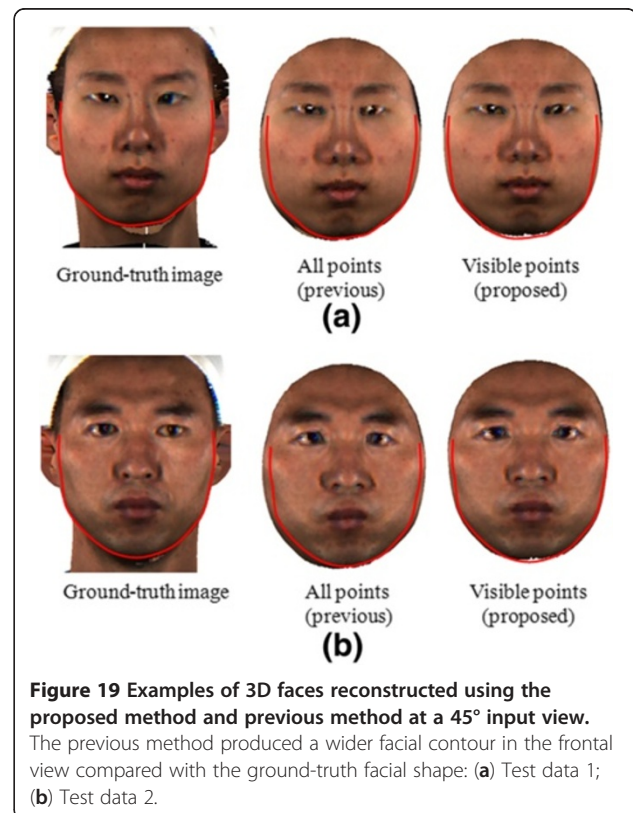 Ground-truth image
All points
(previous)
Visible points
(proposed)
(a)
Ground-truth image
All points
(previous)
Visible points
(proposed)
(b)
Figure 19 Examples of 3D faces reconstructed using the
proposed method and previous method at a 45° input view.
The previous method produced a wider facial contour in the frontal
view compared with the ground-truth facial shape: (a) Test data 1;
(b) Test data 2.